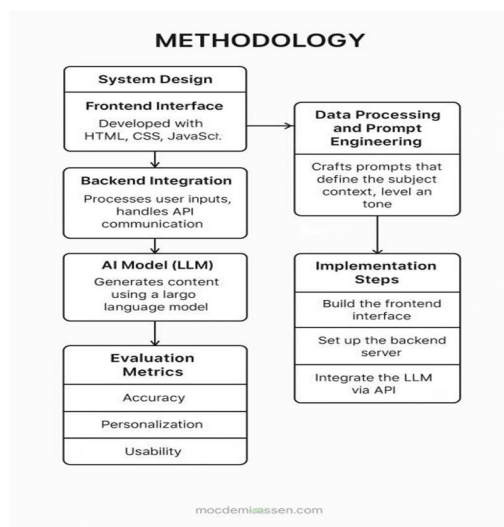 METHODOLOGY
System Design
Frontend Interface
Developed with
HTML, CSS, JavaScr.
Backend Integration
Processes user inputs,
handles API
communication
AI Model (LLM)
Generates content
using a largo
language model
Evaluation
Metrics
Accuracy
Personalization
Usability
Data Processing
and Prompt
Engineering
Crafts prompts that
define the subject
context, level an
tone
Implementation
Steps
Build the frontend
interface
Set up the backend
server
Integrate the LLM
via API